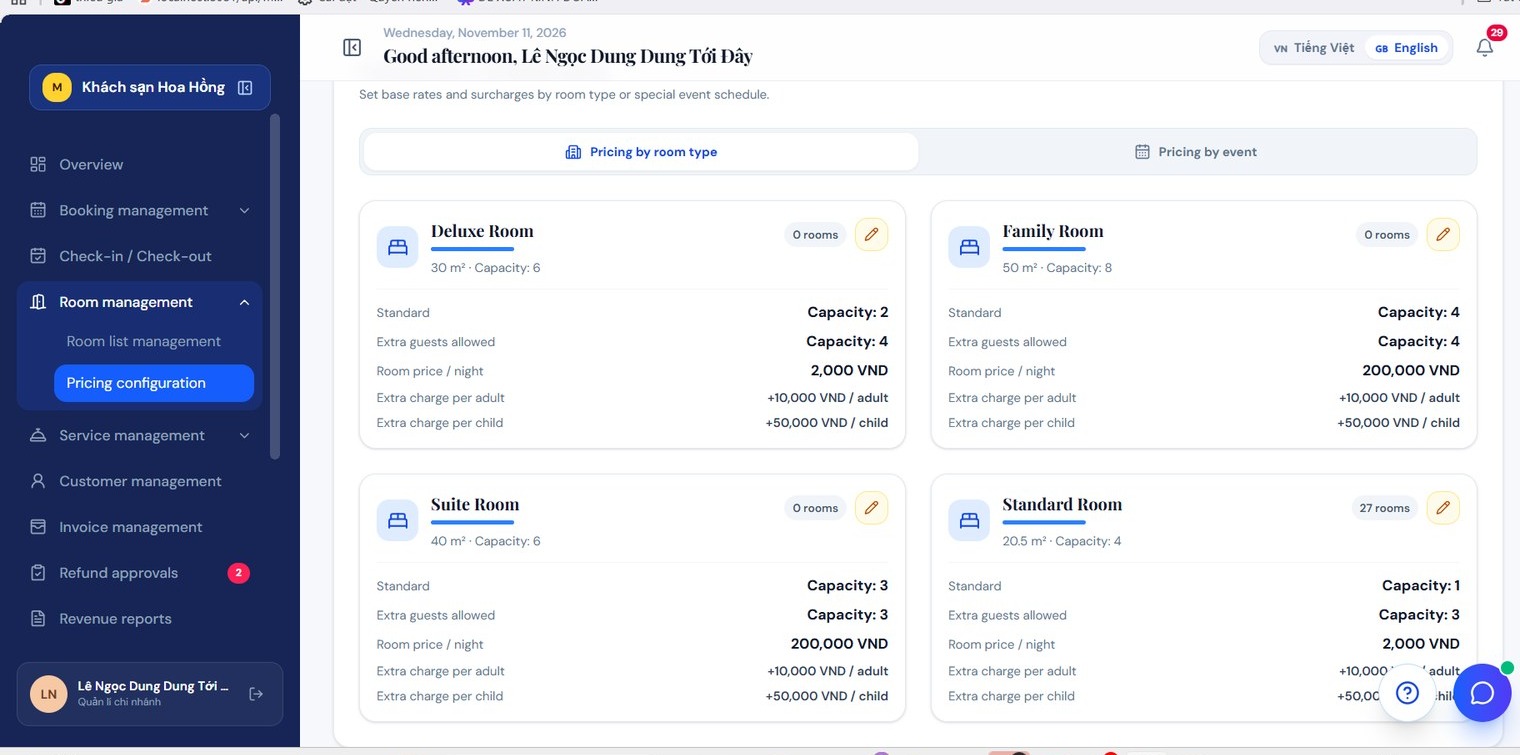 Wednesday, November 11, 2026
Good afternoon, Lê Ngọc Dung Dung Tới Đây
VN Tiếng Việt
GB English
29
M
Khách sạn Hoa Hồng
Overview
Booking management
Check-in / Check-out
Room management
Room list management
Pricing configuration
Service management
Customer management
Invoice management
Refund approvals
2
Revenue reports
LN
Lê Ngọc Dung Dung Tới ...
Quản lí chi nhánh
Set base rates and surcharges by room type or special event schedule.
Pricing by room type
Pricing by event
Deluxe Room
0 rooms
30 m² · Capacity: 6
Standard
Capacity: 2
Extra guests allowed
Capacity: 4
Room price / night
2,000 VND
Extra charge per adult
+10,000 VND / adult
Extra charge per child
+50,000 VND / child
Family Room
0 rooms
50 m² · Capacity: 8
Standard
Capacity: 4
Extra guests allowed
Capacity: 4
Room price / night
200,000 VND
Extra charge per adult
+10,000 VND / adult
Extra charge per child
+50,000 VND / child
Suite Room
0 rooms
40 m² · Capacity: 6
Standard
Capacity: 3
Extra guests allowed
Capacity: 3
Room price / night
200,000 VND
Extra charge per adult
+10,000 VND / adult
Extra charge per child
+50,000 VND / child
Standard Room
27 rooms
20.5 m² · Capacity: 4
Standard
Capacity: 1
Extra guests allowed
Capacity: 3
Room price / night
2,000 VND
Extra charge per adult
Extra charge per child